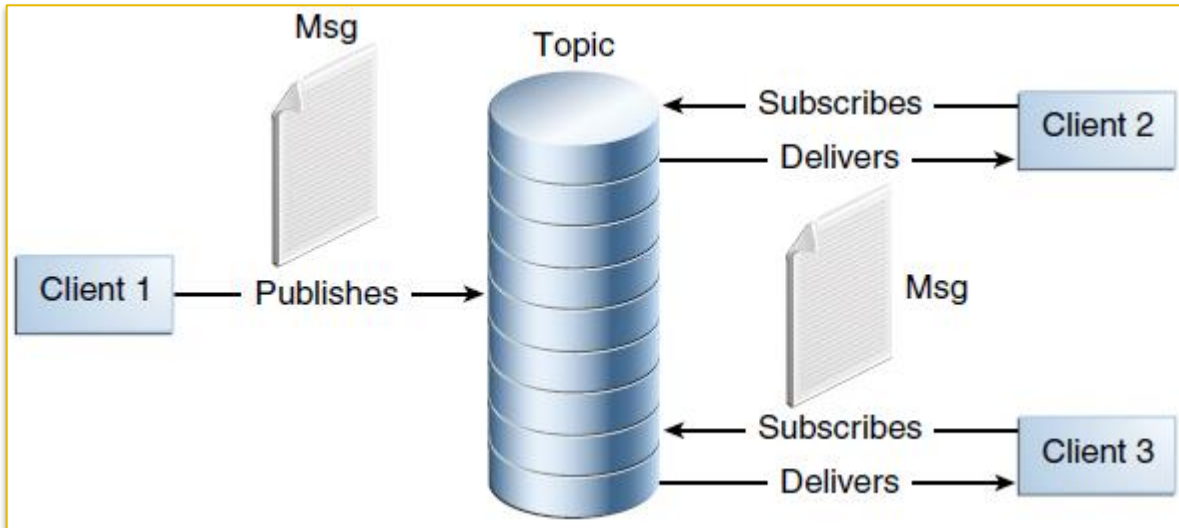 Msg
Topic
Subscribes
Client 2
Delivers
Client 1
Publishes
Msg
Subscribes
Client 3
Delivers